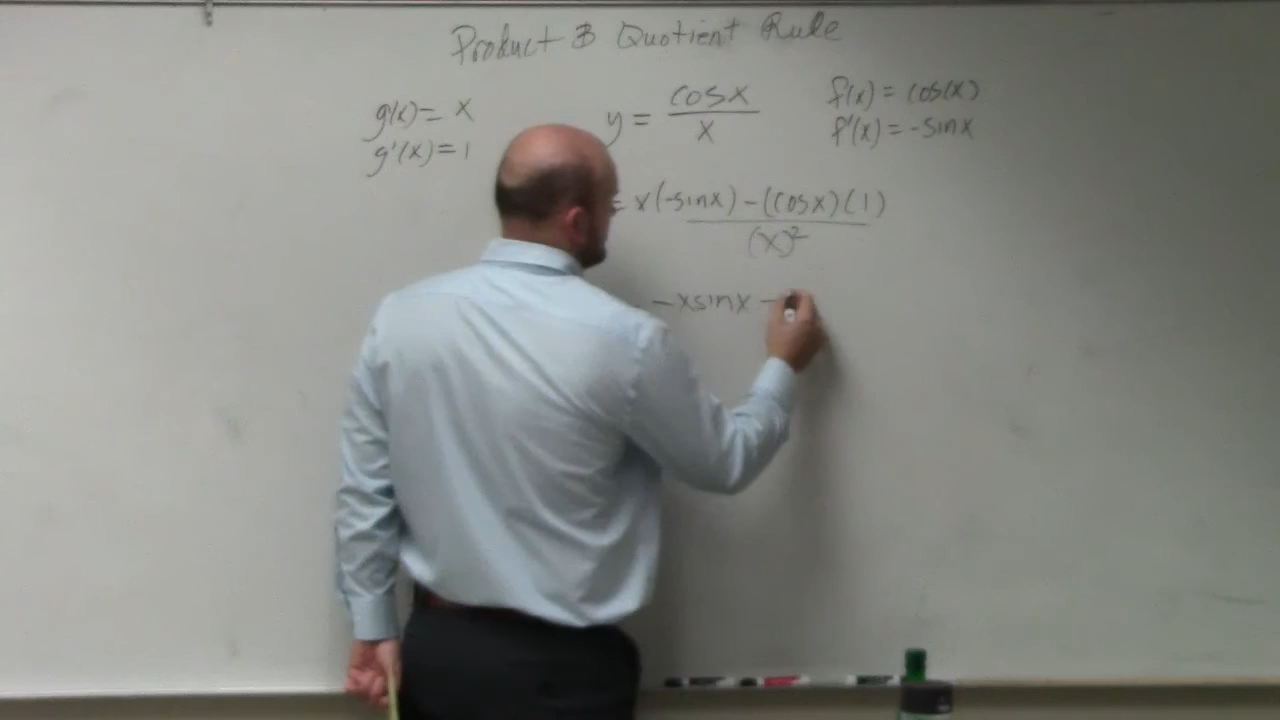 Product & Quotient Rule
g(x) = x
g'(x) = 1
y = cosx / x
f(x) = cos(x)
f'(x) = -sinx
= x(-sinx) - (cosx)(1) / (x)²
-xsinx -